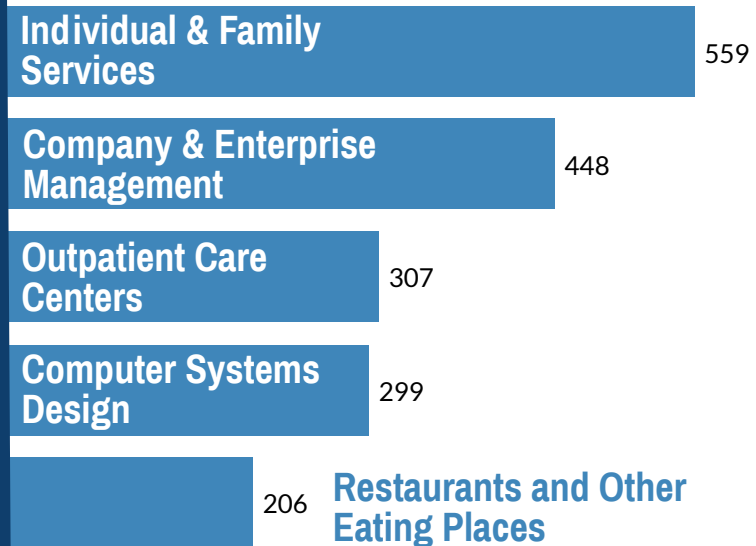 Individual & Family
Services
559
Company & Enterprise
Management
448
Outpatient Care
Centers
307
Computer Systems
Design
299
206
Restaurants and Other
Eating Places